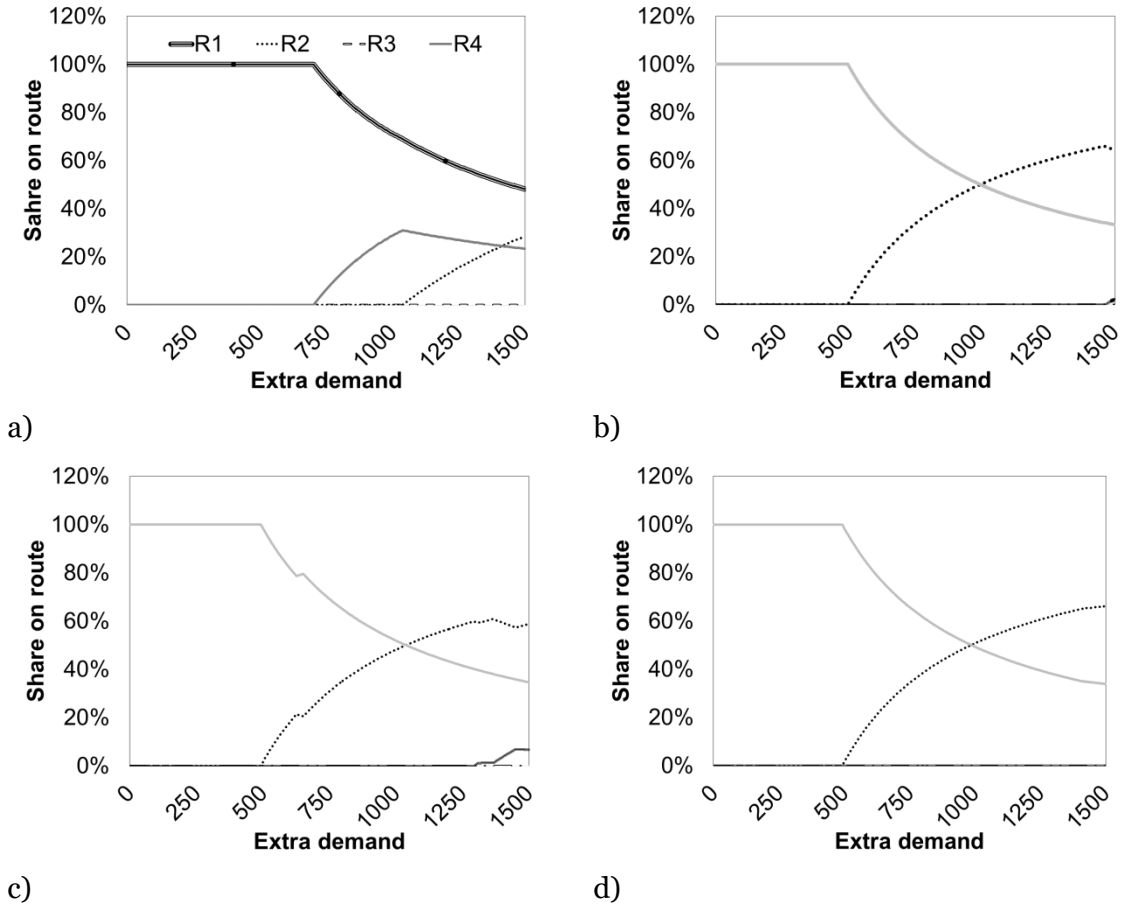 120%
100%
80%
60%
40%
20%
0%
Sahre on route
R1 R2 R3 R4
0 250 500 750 1000 1250 1500
Extra demand
a)
120%
100%
80%
60%
40%
20%
0%
Share on route
0 250 500 750 1000 1250 1500
Extra demand
b)
120%
100%
80%
60%
40%
20%
0%
Share on route
0 250 500 750 1000 1250 1500
Extra demand
c)
120%
100%
80%
60%
40%
20%
0%
Share on route
0 250 500 750 1000 1250 1500
Extra demand
d)